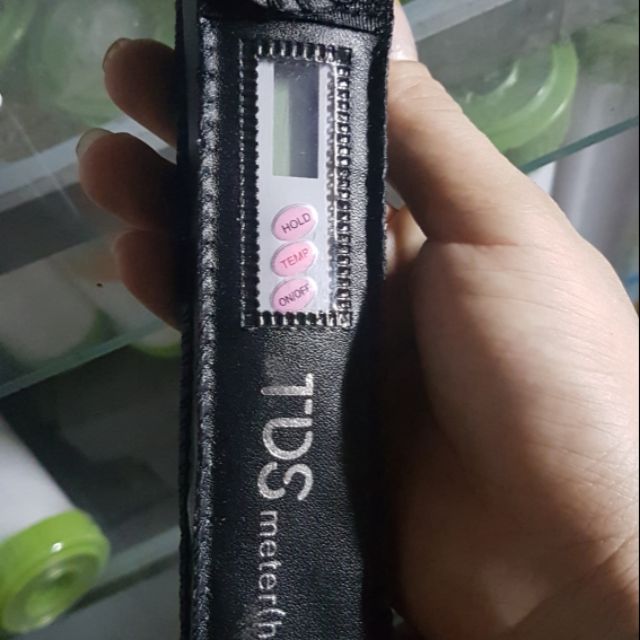 HOLD
TEMP
ON/OFF
TDS meter(h